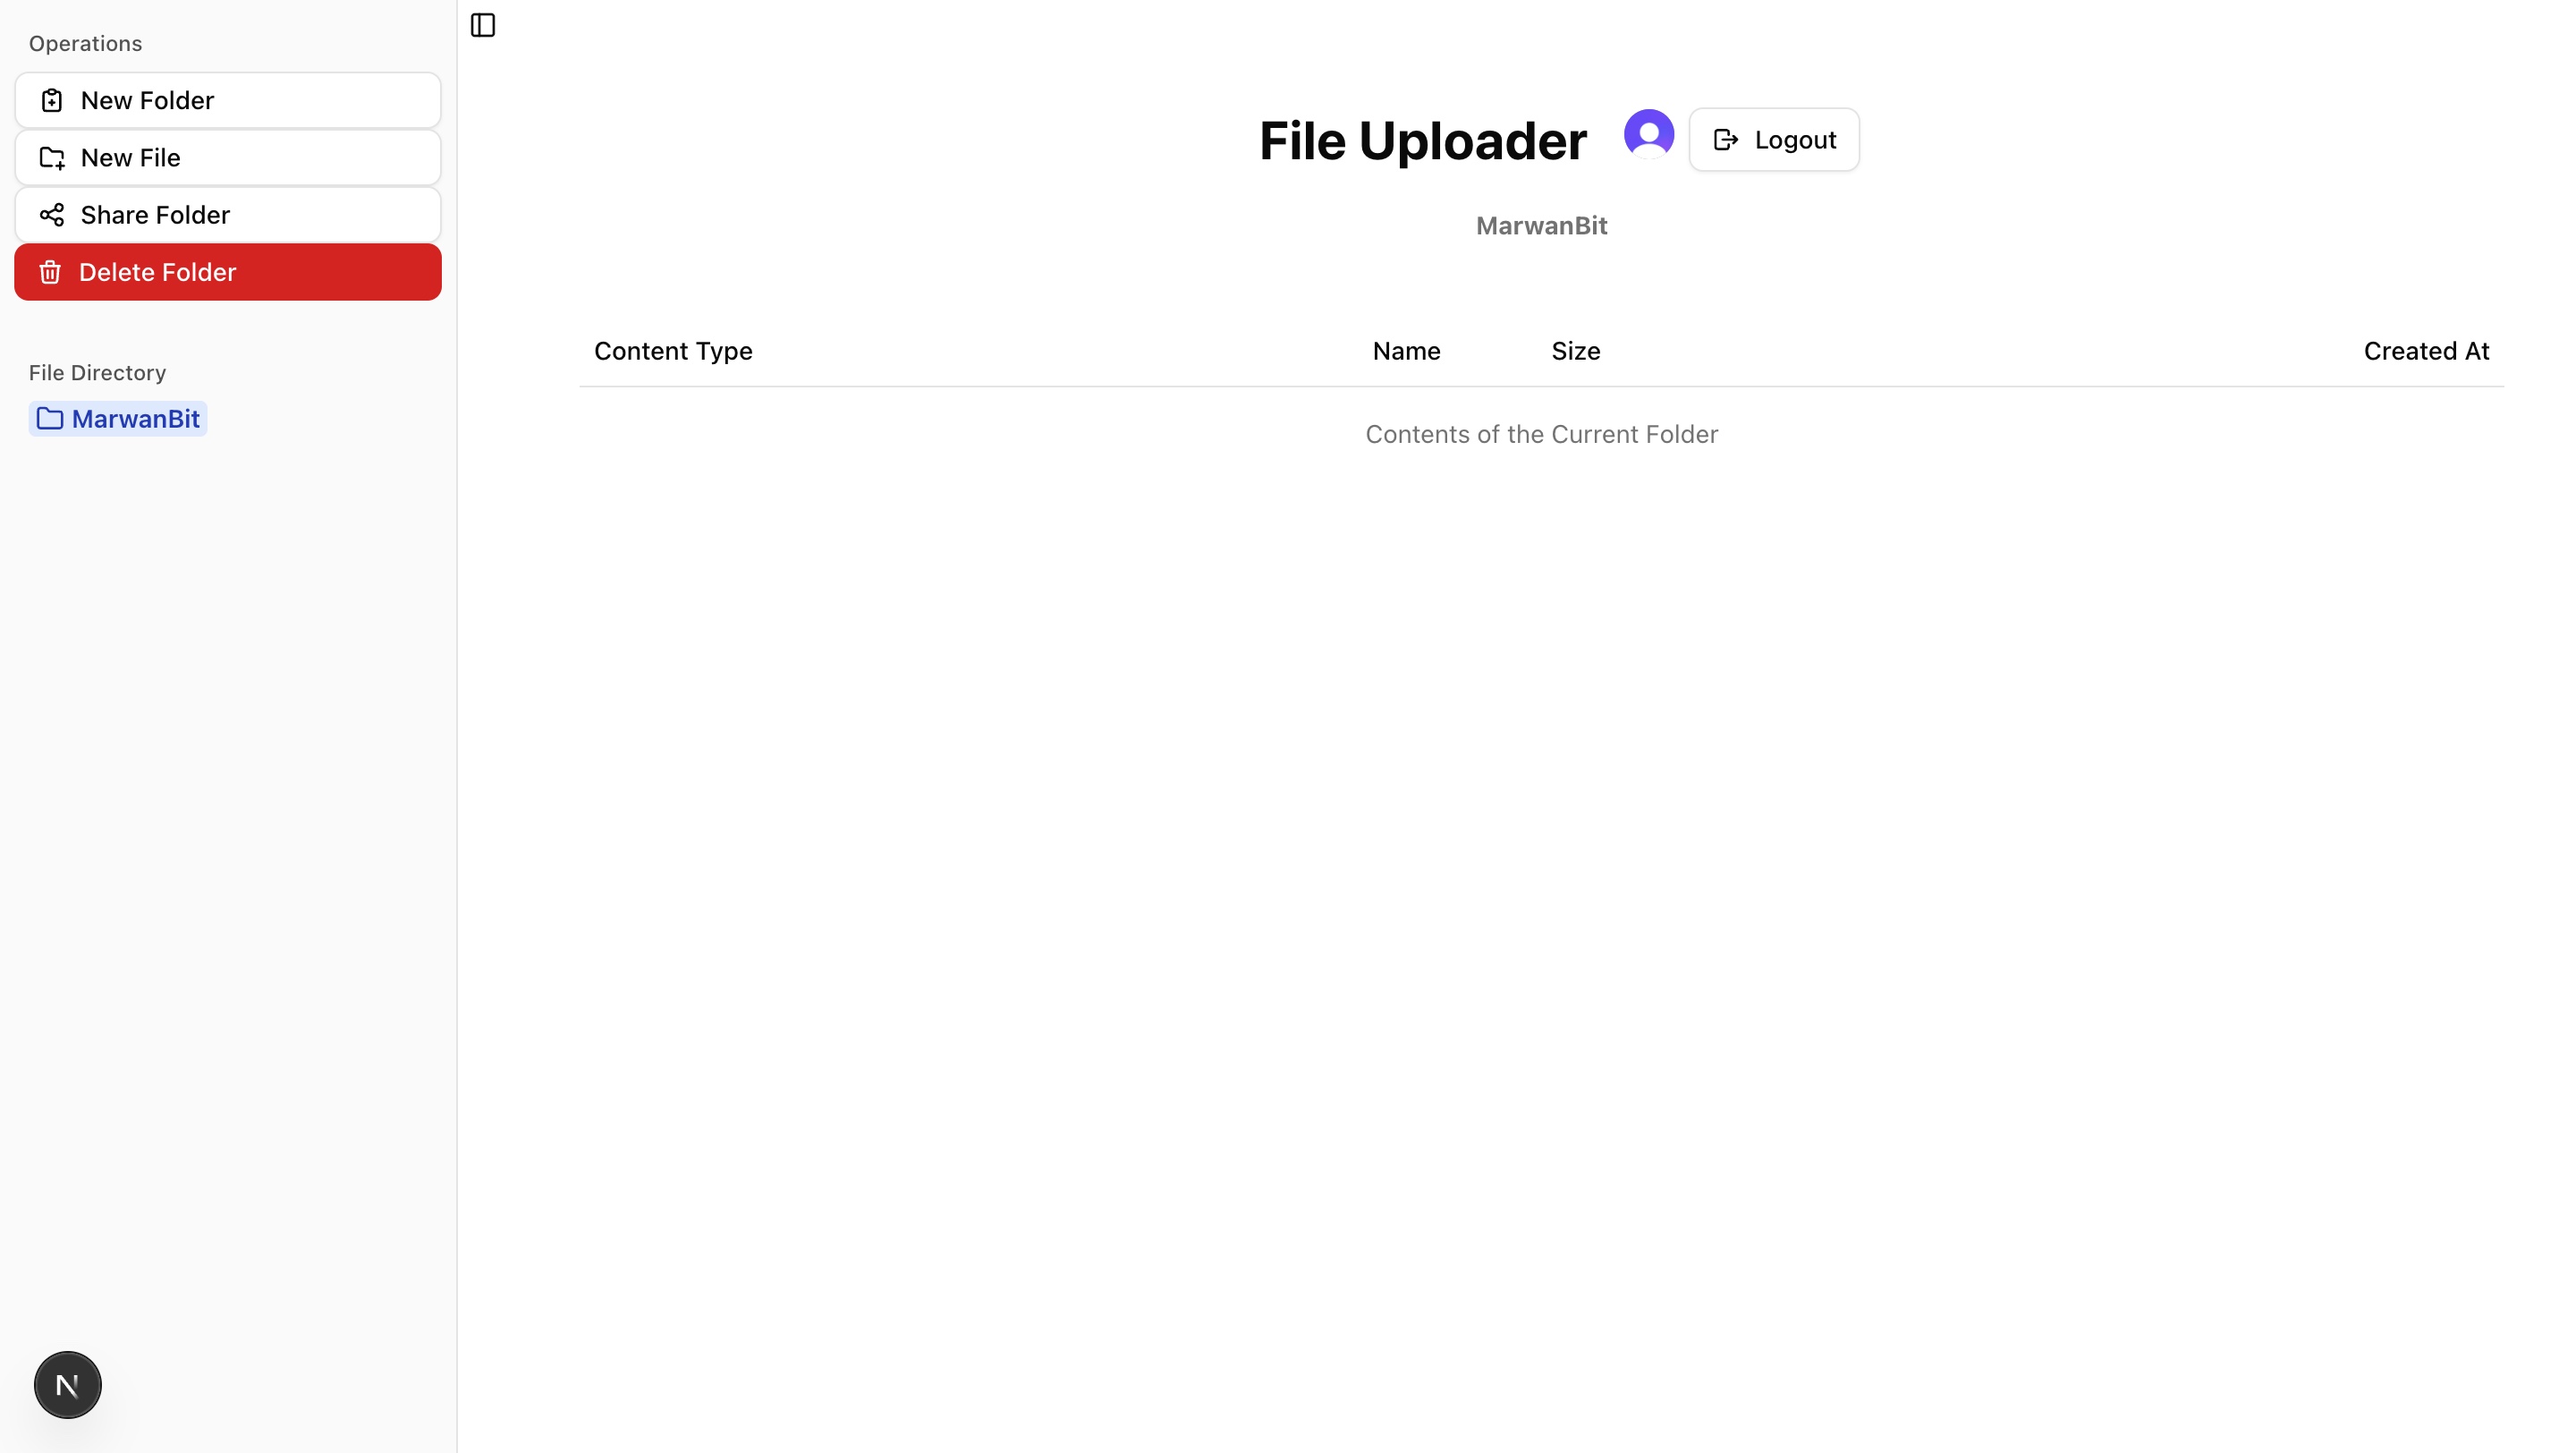 Operations
New Folder
New File
Share Folder
Delete Folder
File Directory
MarwanBit
N
File Uploader
Logout
MarwanBit
Content Type Name Size Created At
Contents of the Current Folder